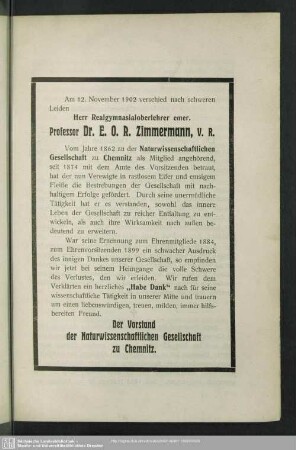 Am 12. November 1902 verschied nach schweren
Leiden
Herr Realgymnasialoberlehrer emer.
Professor Dr. E. O. R. Zimmermann, V. R.
Vom Jahre 1862 zu der Naturwissenschaftlichen
Gesellschaft zu Chemnitz als Mitglied angehörend,
seit 1874 mit dem Amte des Vorsitzenden betraut,
hat der nun Verewigte in rastlosem Eifer und emsigem
Fleiße die Bestrebungen der Gesellschaft mit nach-
haltigem Erfolge gefördert. Durch seine unermüdliche
Tätigkeit hat er es verstanden, sowohl das innere
Leben der Gesellschaft zu reicher Entfaltung zu ent-
wickeln, als auch ihre Wirksamkeit nach außen be-
deutend zu erweitern.
War seine Ernennung zum Ehrenmitgliede 1884,
zum Ehrenvorsitzenden 1899 ein schwacher Ausdruck
des innigen Dankes unserer Gesellschaft, so empfinden
wir jetzt bei seinem Heimgange die volle Schwere
des Verlustes, den wir erleiden. Wir rufen dem
Verklärten ein herzliches „Habe Dank“ nach für seine
wissenschaftliche Tätigkeit in unserer Mitte und trauern
um einen liebenswürdigen, treuen, milden, immer hilfs-
bereiten Freund.
Der Vorstand
der Naturwissenschaftlichen Gesellschaft
zu Chemnitz.